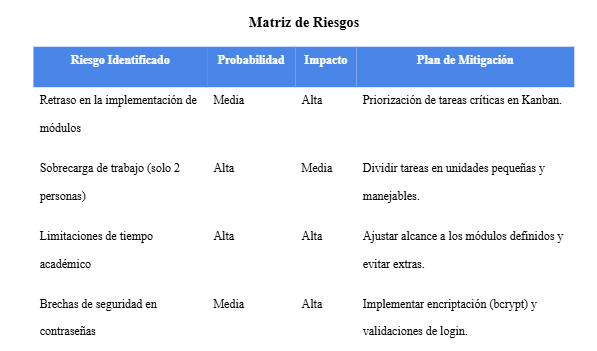 Matriz de Riesgos
Riesgo Identificado Probabilidad Impacto Plan de Mitigación
Retraso en la implementación de Media Alta Priorización de tareas críticas en Kanban.
módulos
Sobrecarga de trabajo (solo 2 Alta Media Dividir tareas en unidades pequeñas y
personas) manejables.
Limitaciones de tiempo Alta Alta Ajustar alcance a los módulos definidos y
académico evitar extras.
Brechas de seguridad en Media Alta Implementar encriptación (bcrypt) y
contraseñas validaciones de login.